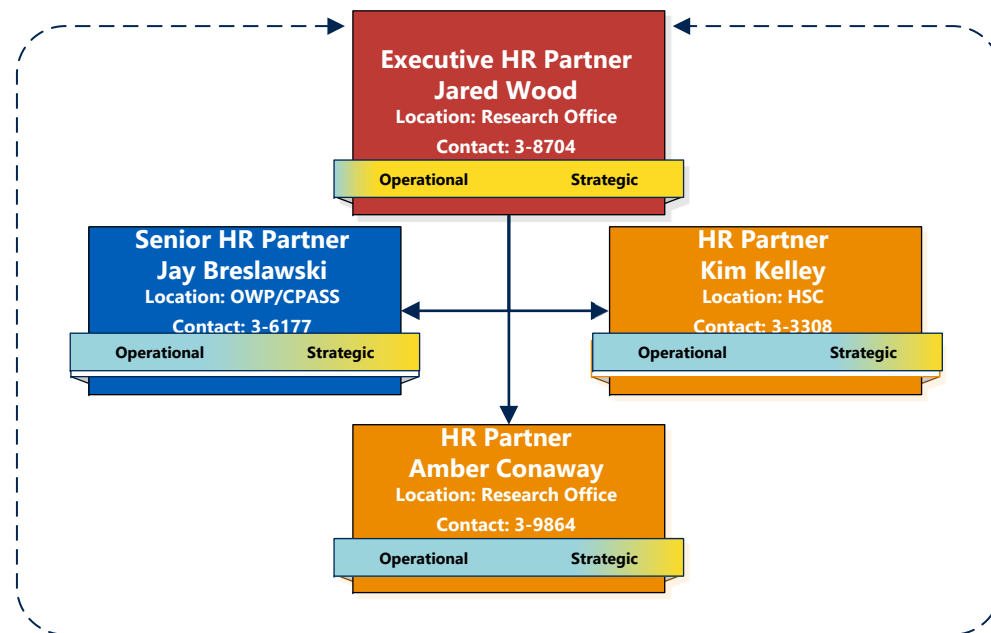 Executive HR Partner
Jared Wood
Location: Research Office
Contact: 3-8704
Operational Strategic
Senior HR Partner
Jay Breslawski
Location: OWP/CPASS
Contact: 3-6177
Operational Strategic
HR Partner
Kim Kelley
Location: HSC
Contact: 3-3308
Operational Strategic
HR Partner
Amber Conaway
Location: Research Office
Contact: 3-9864
Operational Strategic